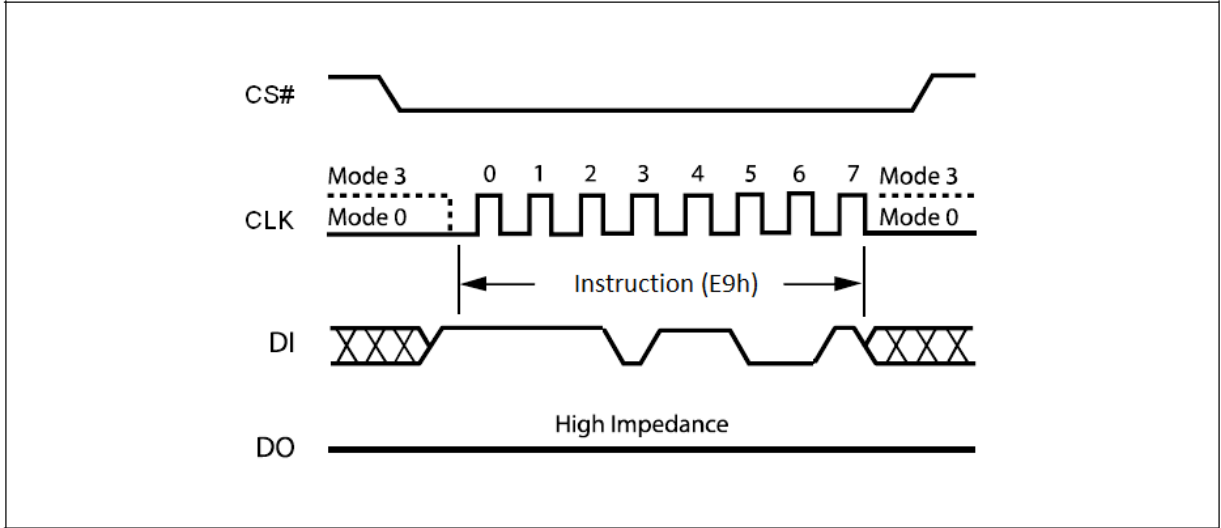 CS#
Mode 3 0 1 2 3 4 5 6 7 Mode 3
CLK Mode 0 Mode 0
Instruction (E9h)
DI
High Impedance
DO